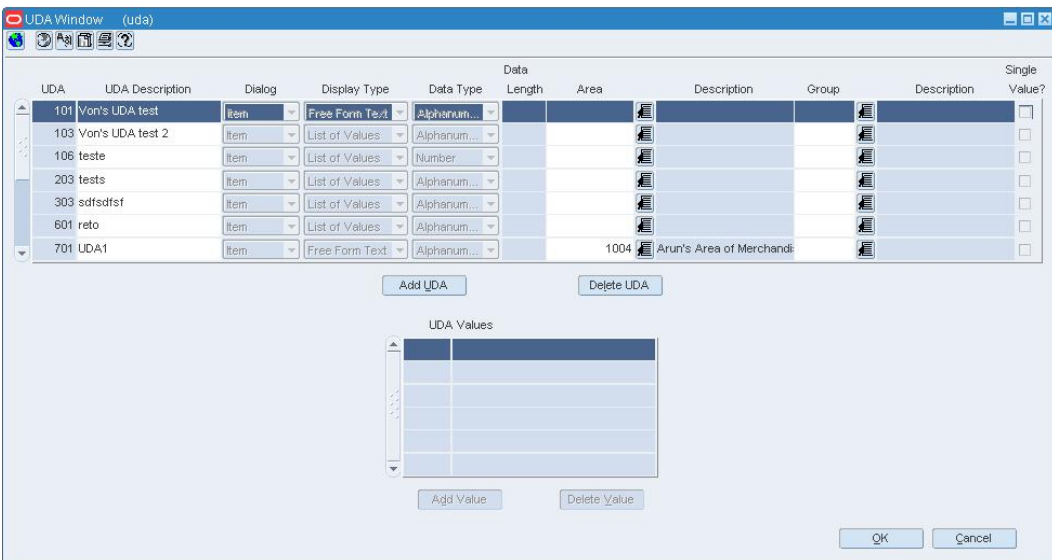 UDA Window (uda)
Data Single
UDA UDA Description Dialog Display Type Data Type Length Area Description Group Description Value?
101 Von's UDA test Item Free Form Text Alphanum...
103 Von's UDA test 2 Item List of Values Alphanum...
106 teste Item List of Values Number
203 tests Item List of Values Alphanum...
303 sdfsdfsf Item List of Values Alphanum...
601 reto Item List of Values Alphanum...
701 UDA1 Item Free Form Text Alphanum... 1004 Arun's Area of Merchandi
Add UDA Delete UDA
UDA Values
Add Value Delete Value
OK Cancel